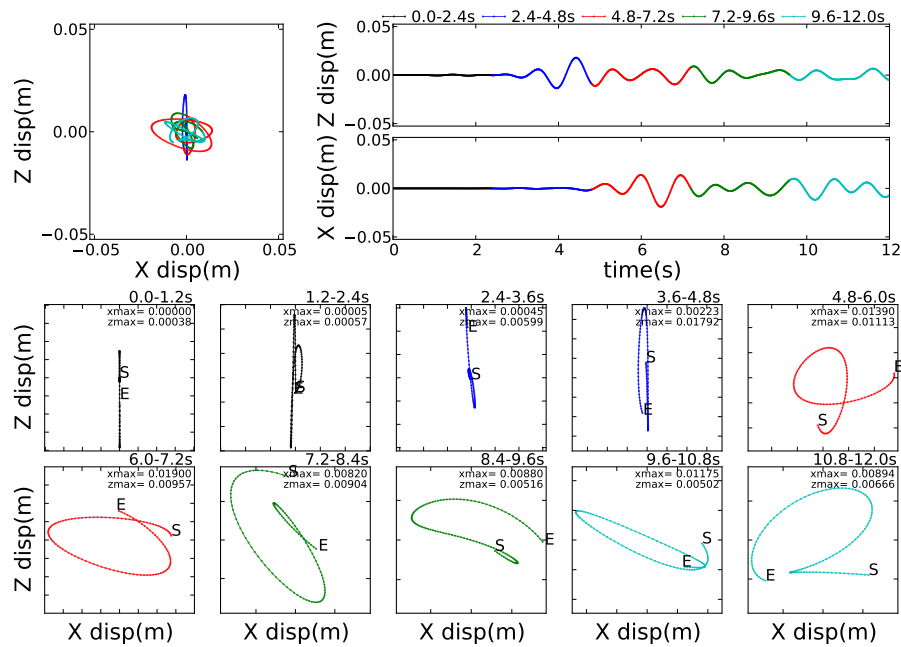 0.0-2.4s 2.4-4.8s 4.8-7.2s 7.2-9.6s 9.6-12.0s
0.05
0.00
−0.05
Z disp(m)
−0.05 0.00 0.05
X disp(m)
0.05
0.00
−0.05
Z disp(m)
0.05
0.00
−0.05
X disp(m)
0 2 4 6 8 10 12
time(s)
0.0-1.2s
xmax= 0.00000
zmax= 0.00038
S
E
Z disp(m)
1.2-2.4s
xmax= 0.00005
zmax= 0.00057
S
E
2.4-3.6s
xmax= 0.00045
zmax= 0.00599
E
S
3.6-4.8s
xmax= 0.00223
zmax= 0.01792
S
E
4.8-6.0s
xmax= 0.01390
zmax= 0.01113
E
S
6.0-7.2s
xmax= 0.01900
zmax= 0.00957
E
S
Z disp(m)
X disp(m)
7.2-8.4s
xmax= 0.00820
zmax= 0.00904
S
E
X disp(m)
8.4-9.6s
xmax= 0.00880
zmax= 0.00516
S
E
X disp(m)
9.6-10.8s
xmax= 0.01175
zmax= 0.00502
S
E
X disp(m)
10.8-12.0s
xmax= 0.00894
zmax= 0.00666
S
E
X disp(m)